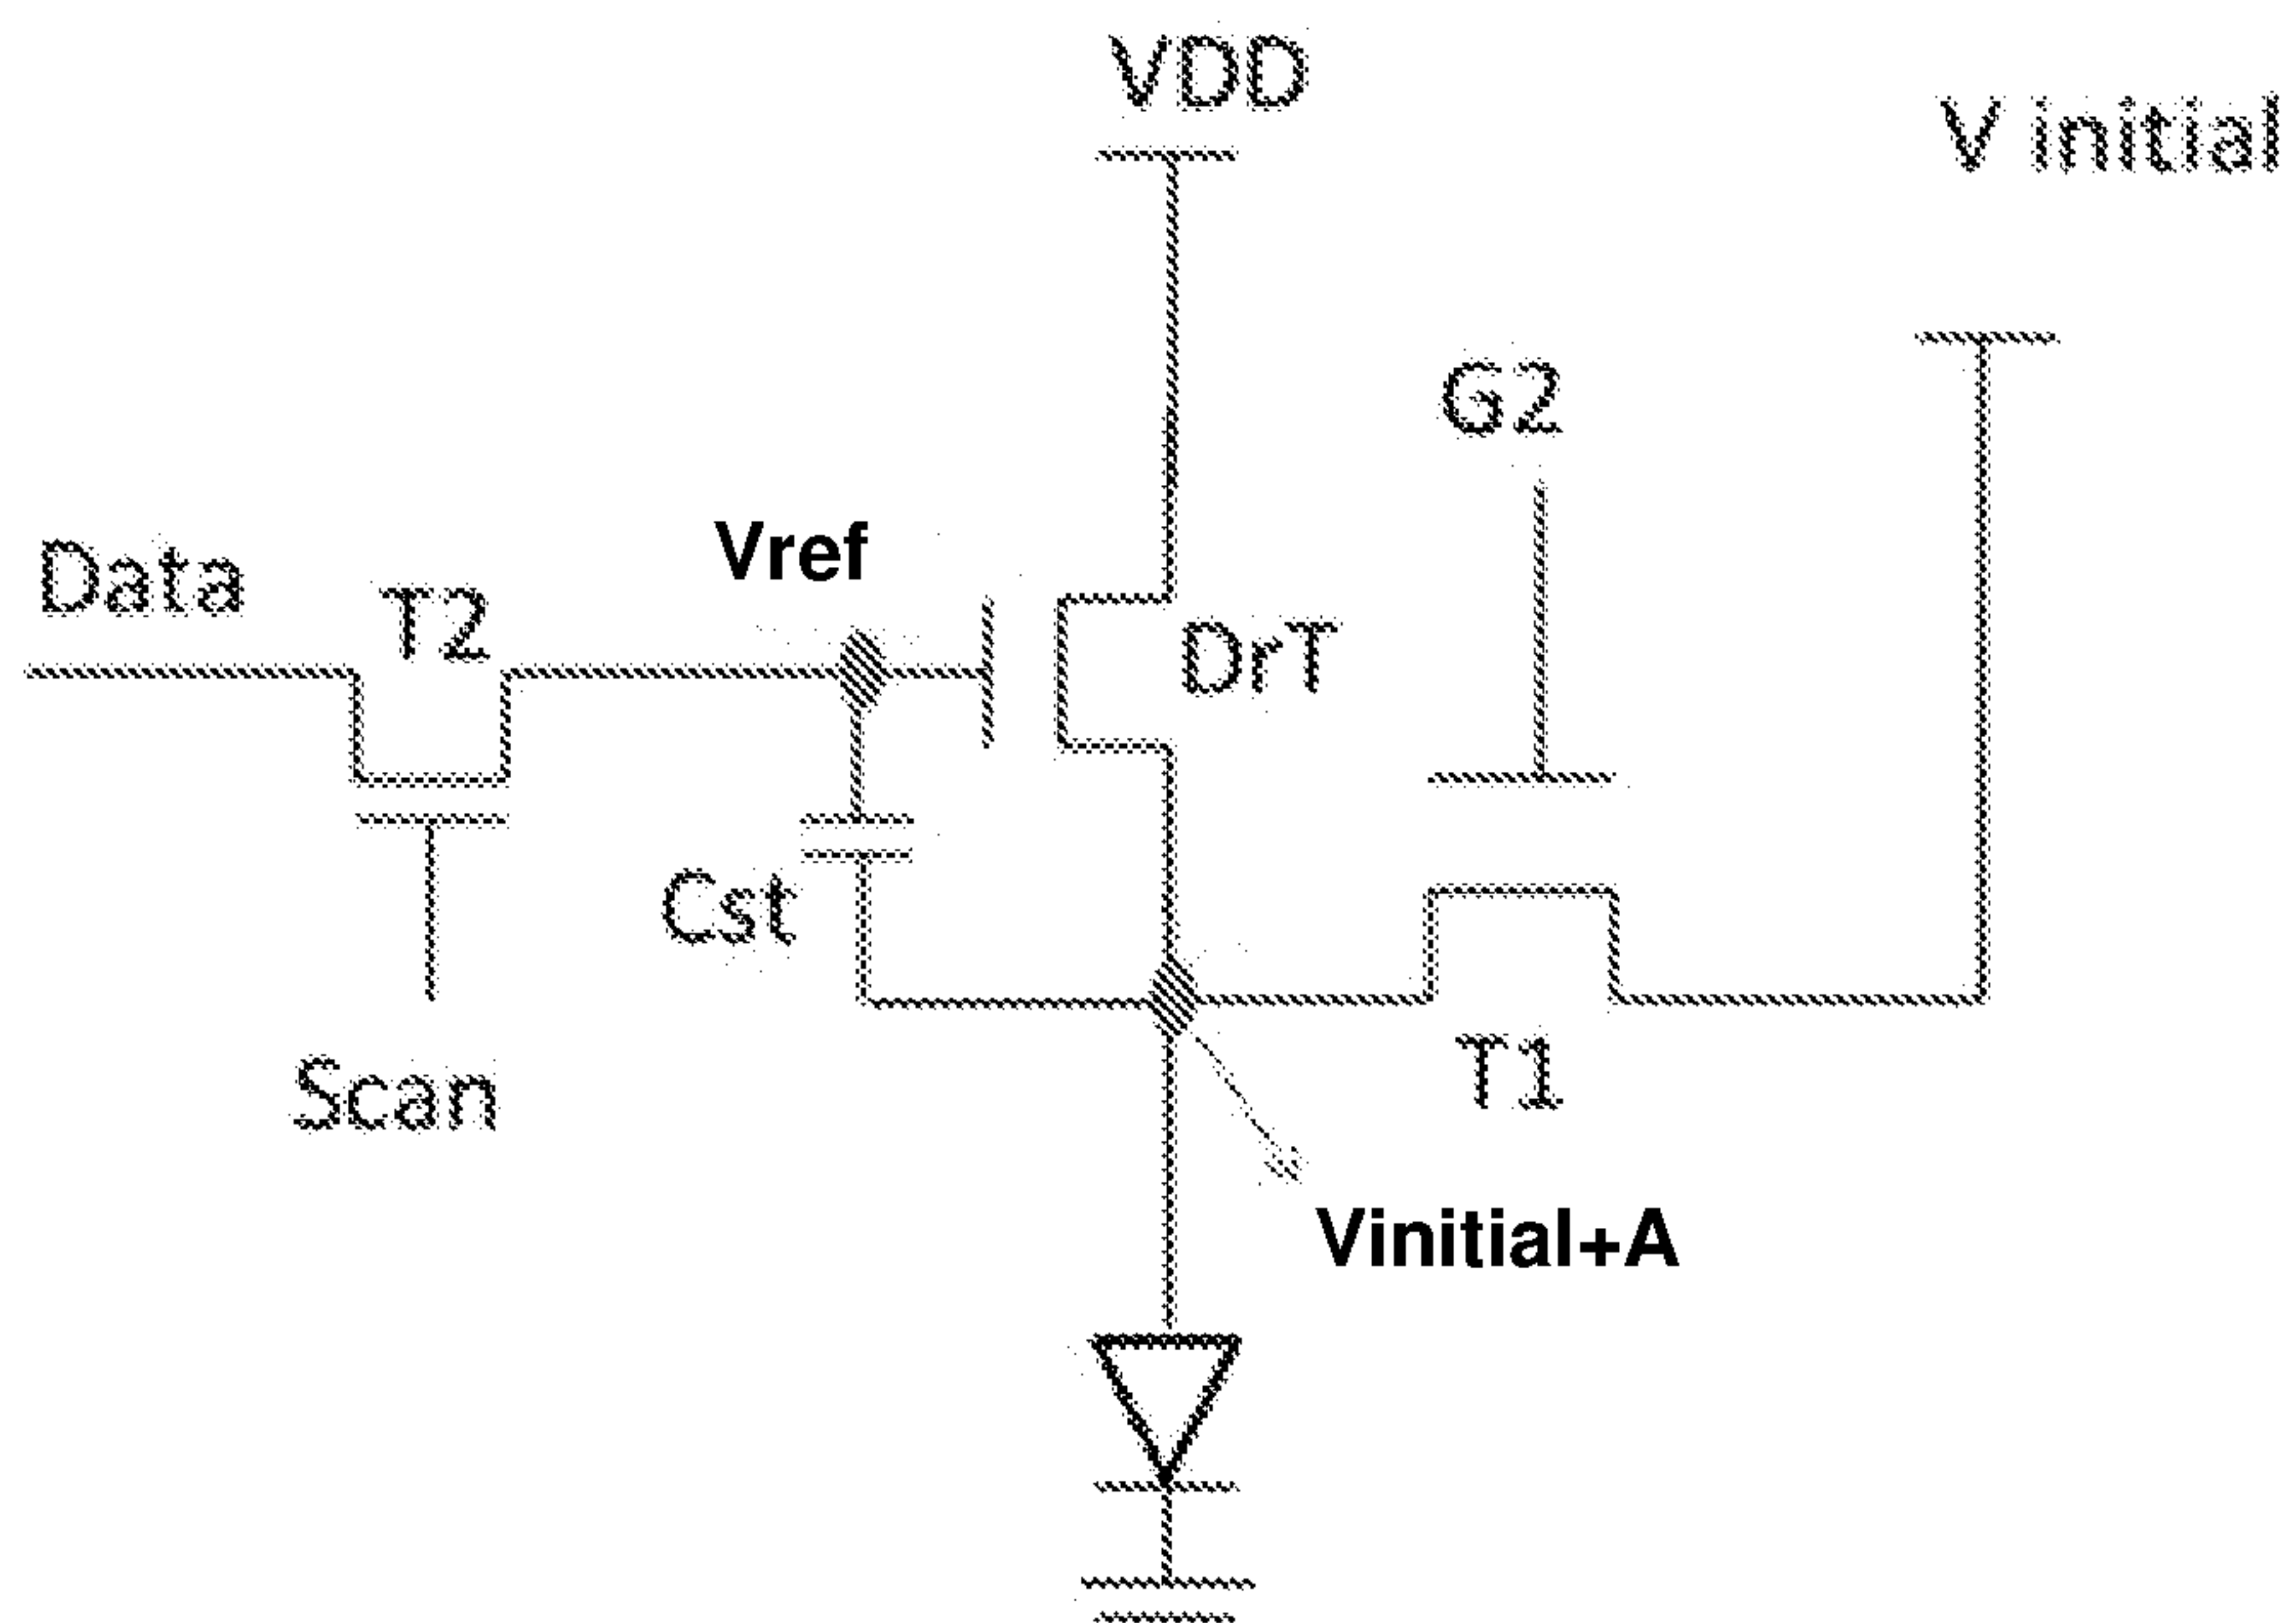 VDD
V initial
G2
Vref
Data
T2
DrT
Cst
T1
Scan
Vinitial+A